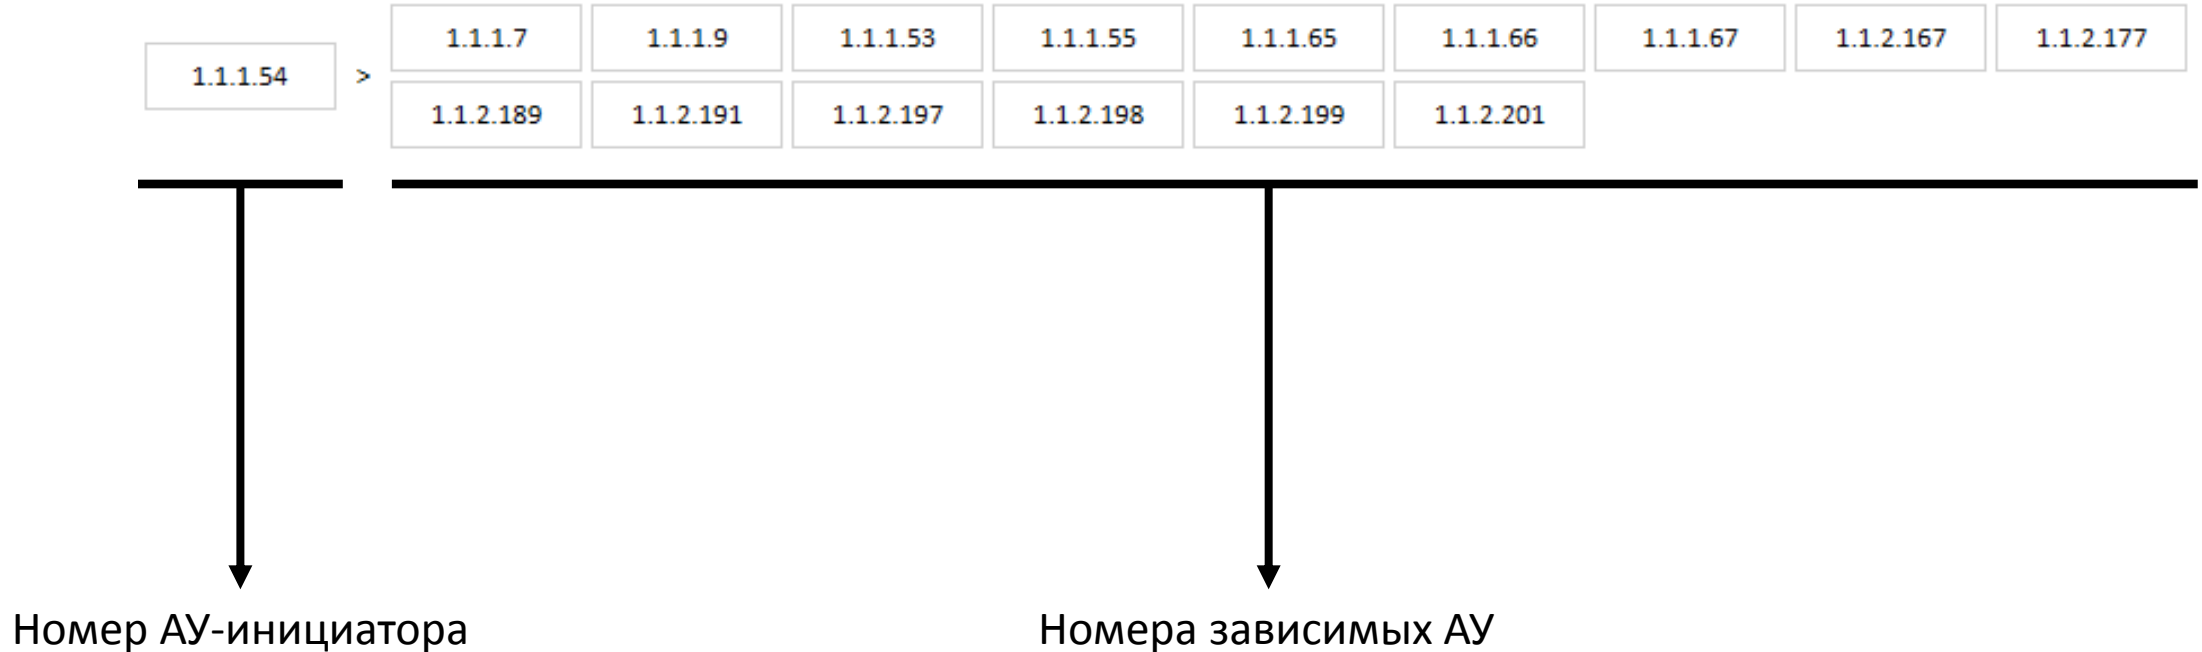 1.1.1.7 1.1.1.9 1.1.1.53 1.1.1.55 1.1.1.65 1.1.1.66 1.1.1.67 1.1.2.167 1.1.2.177
1.1.1.54 >
1.1.2.189 1.1.2.191 1.1.2.197 1.1.2.198 1.1.2.199 1.1.2.201
Номер АУ-инициатора
Номера зависимых АУ